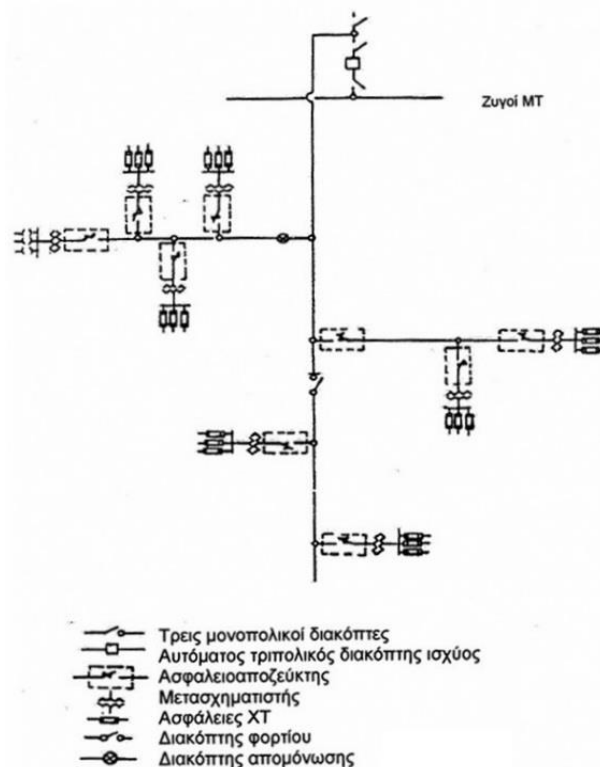 Ζυγοί ΜΤ
Τρεις μονοπολικοί διακόπτες
Αυτόματος τριπολικός διακόπτης ισχύος
Ασφαλειοαποζεύκτης
Μετασχηματιστής
Ασφάλειες ΧΤ
Διακόπτης φορτίου
Διακόπτης απομόνωσης